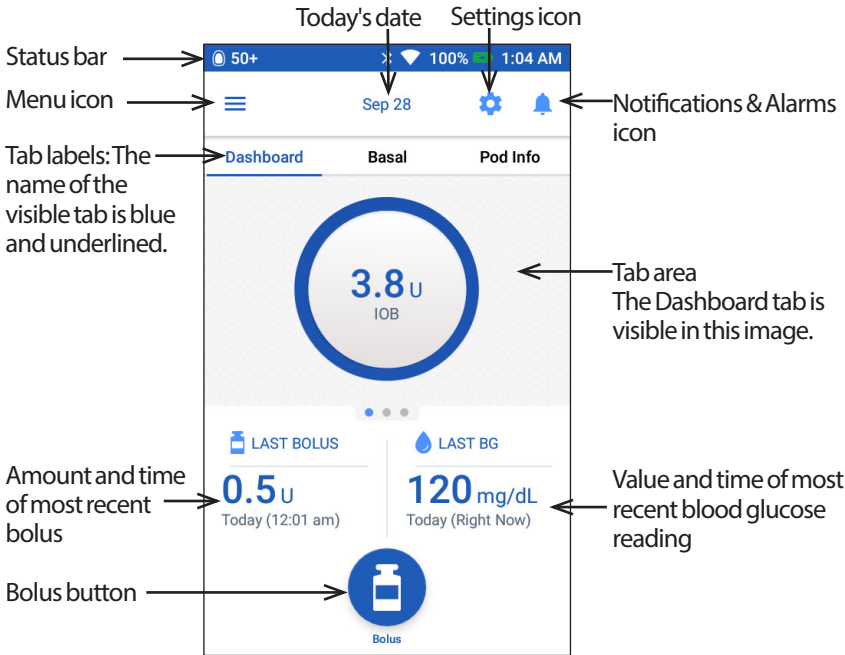 Today's date
Settings icon
Status bar
50+
100%
1:04 AM
Menu icon
Sep 28
Notifications & Alarms
icon
Tab labels: The
name of the
visible tab is blue
and underlined.
Dashboard
Basal
Pod Info
3.8 U
IOB
Tab area
The Dashboard tab is
visible in this image.
LAST BOLUS
LAST BG
Amount and time
of most recent
bolus
0.5 U
Today (12:01 am)
120 mg/dL
Today (Right Now)
Value and time of most
recent blood glucose
reading
Bolus button
Bolus